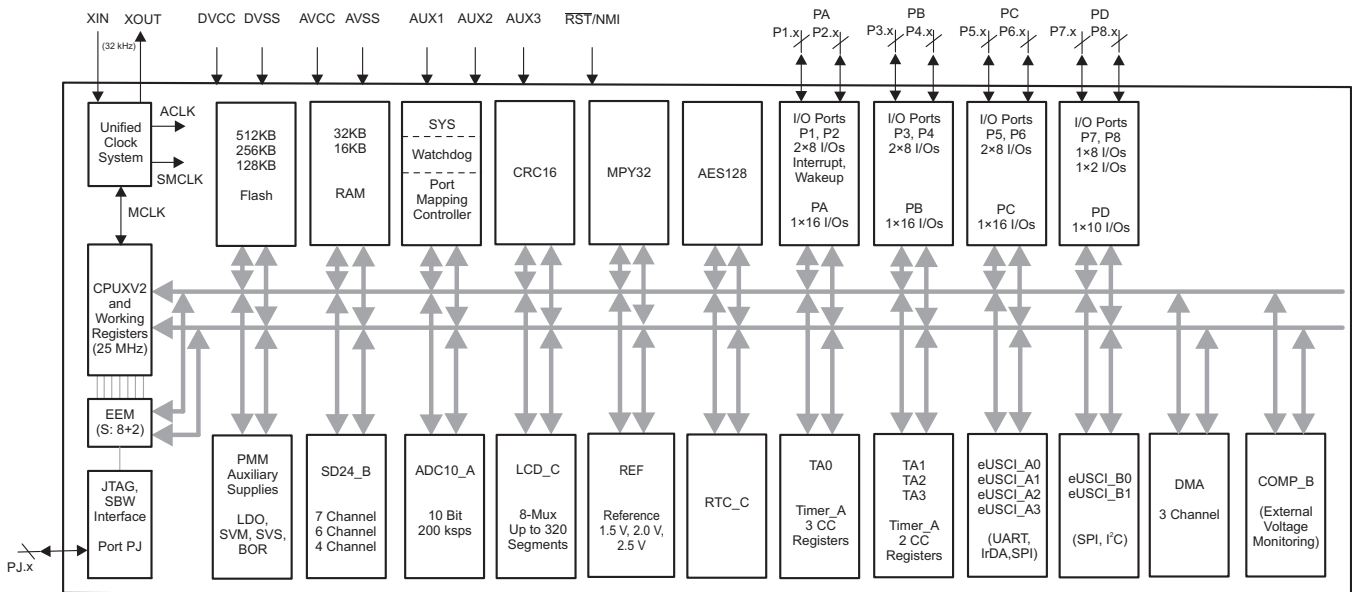 XIN
XOUT
(32 kHz)
DVCC
DVSS
AVCC
AVSS
AUX1
AUX2
AUX3
RST/NMI
PA
P1.x
P2.x
PB
P3.x
P4.x
PC
P5.x
P6.x
PD
P7.x
P8.x
Unified
Clock
System
ACLK
SMCLK
MCLK
512KB
256KB
128KB
Flash
32KB
16KB
RAM
SYS
Watchdog
Port
Mapping
Controller
CRC16
MPY32
AES128
I/O Ports
P1, P2
2×8 I/Os
Interrupt,
Wakeup
PA
1×16 I/Os
I/O Ports
P3, P4
2×8 I/Os
PB
1×16 I/Os
I/O Ports
P5, P6
2×8 I/Os
PC
1×16 I/Os
I/O Ports
P7, P8
1×8 I/Os
1×2 I/Os
PD
1×10 I/Os
CPUXV2
and
Working
Registers
(25 MHz)
EEM
(S: 8+2)
JTAG,
SBW
Interface
Port PJ
PJ.x
PMM
Auxiliary
Supplies
LDO,
SVM, SVS,
BOR
SD24_B
7 Channel
6 Channel
4 Channel
ADC10_A
10 Bit
200 ksps
LCD_C
8-Mux
Up to 320
Segments
REF
Reference
1.5 V, 2.0 V,
2.5 V
RTC_C
TA0
Timer_A
3 CC
Registers
TA1
TA2
TA3
Timer_A
2 CC
Registers
eUSCI_A0
eUSCI_A1
eUSCI_A2
eUSCI_A3
(UART,
IrDA,SPI)
eUSCI_B0
eUSCI_B1
(SPI, I²C)
DMA
3 Channel
COMP_B
(External
Voltage
Monitoring)